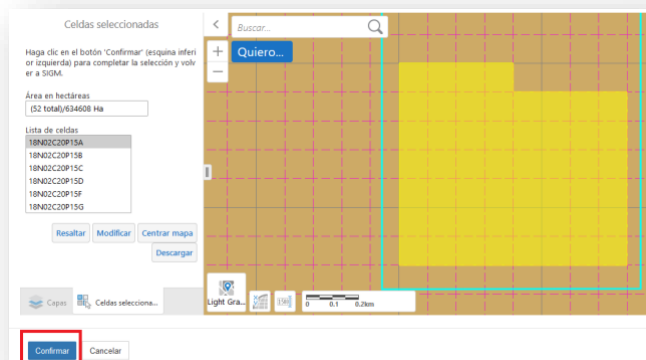 Celdas seleccionadas
Haga clic en el botón 'Confirmar' (esquina inferi
or izquierda) para completar la selección y volv
er a SIGM.
Área en hectáreas
(52 total)/634608 Ha
Lista de celdas
18N02C20P15A
18N02C20P15B
18N02C20P15C
18N02C20P15D
18N02C20P15F
18N02C20P15G
Resaltar Modificar Centrar mapa
Descargar
Capas Celdas selecciona...
Buscar...
+ Quiero...
−
Light Gra...
0 0.1 0.2km
Confirmar Cancelar